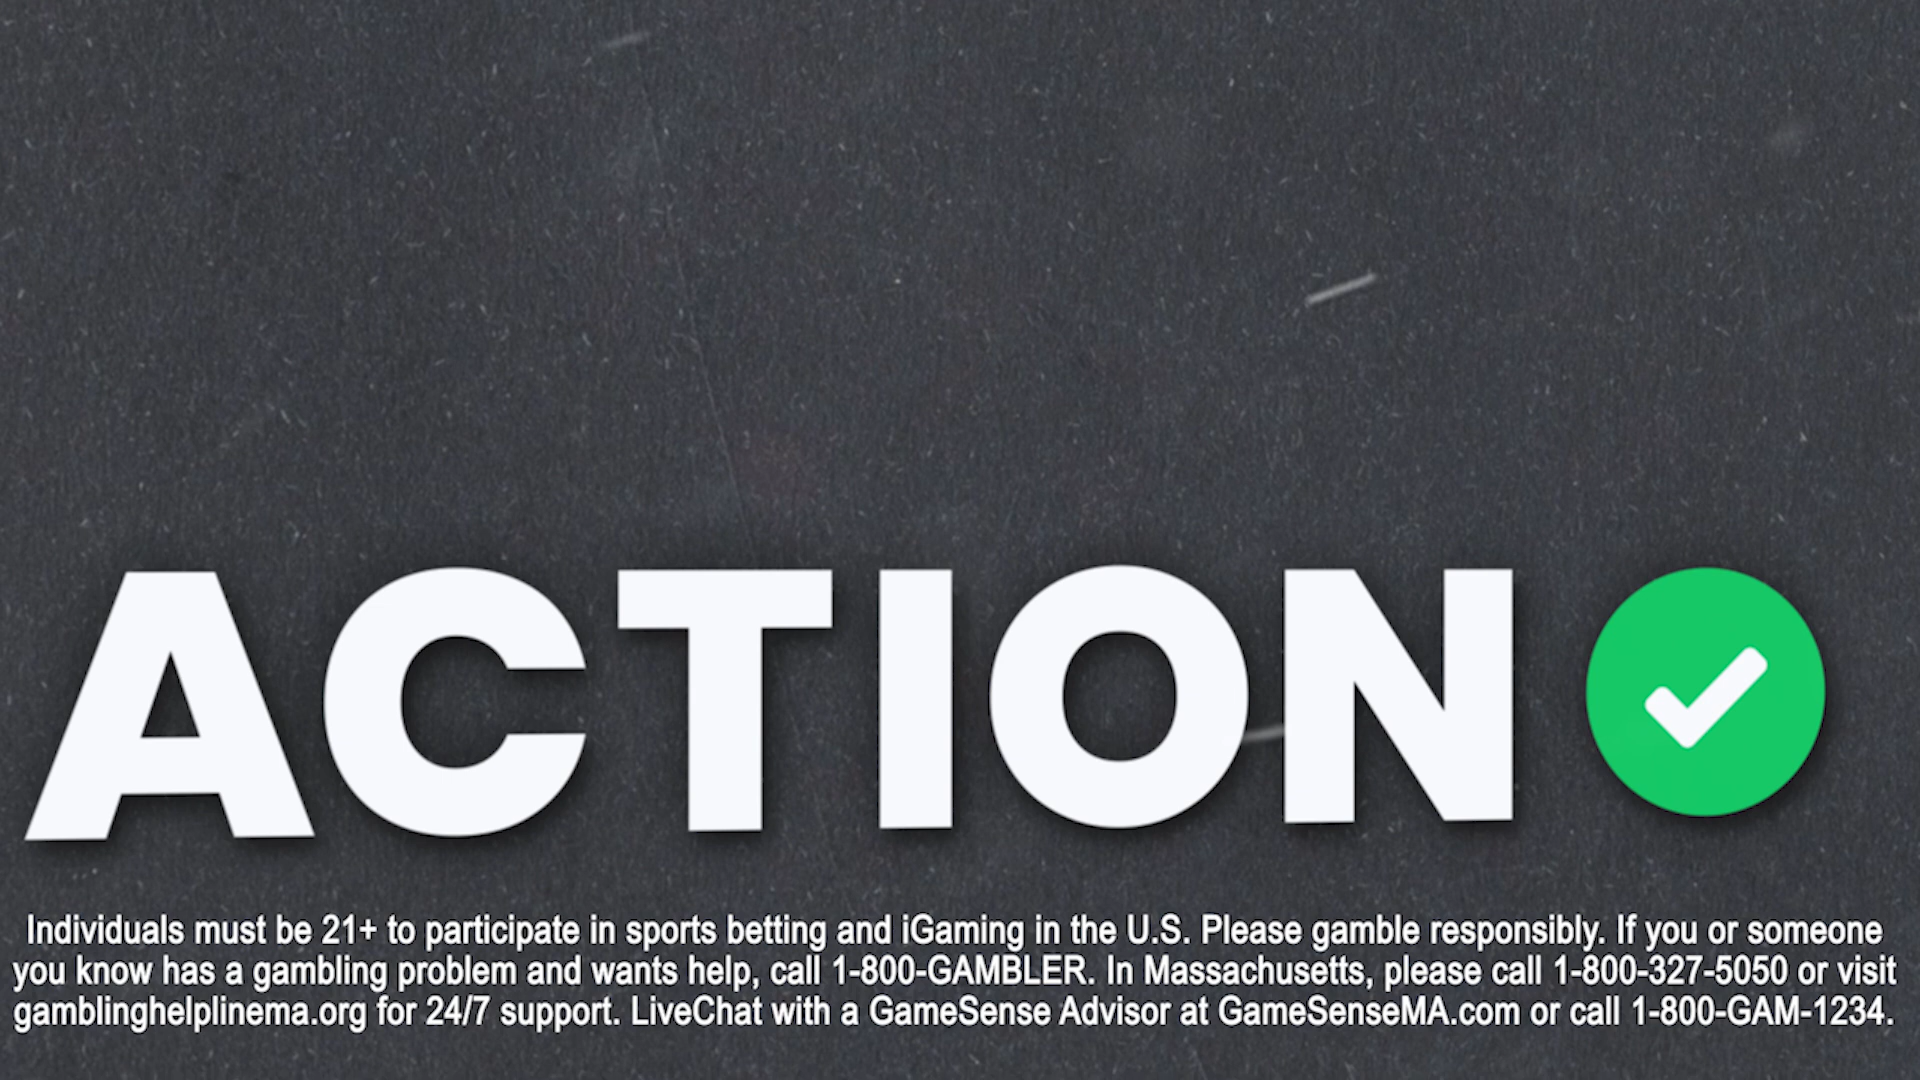 ACTION
Individuals must be 21+ to participate in sports betting and iGaming in the U.S. Please gamble responsibly. If you or someone
you know has a gambling problem and wants help, call 1-800-GAMBLER. In Massachusetts, please call 1-800-327-5050 or visit
gamblinghelplinema.org for 24/7 support. LiveChat with a GameSense Advisor at GameSenseMA.com or call 1-800-GAM-1234.